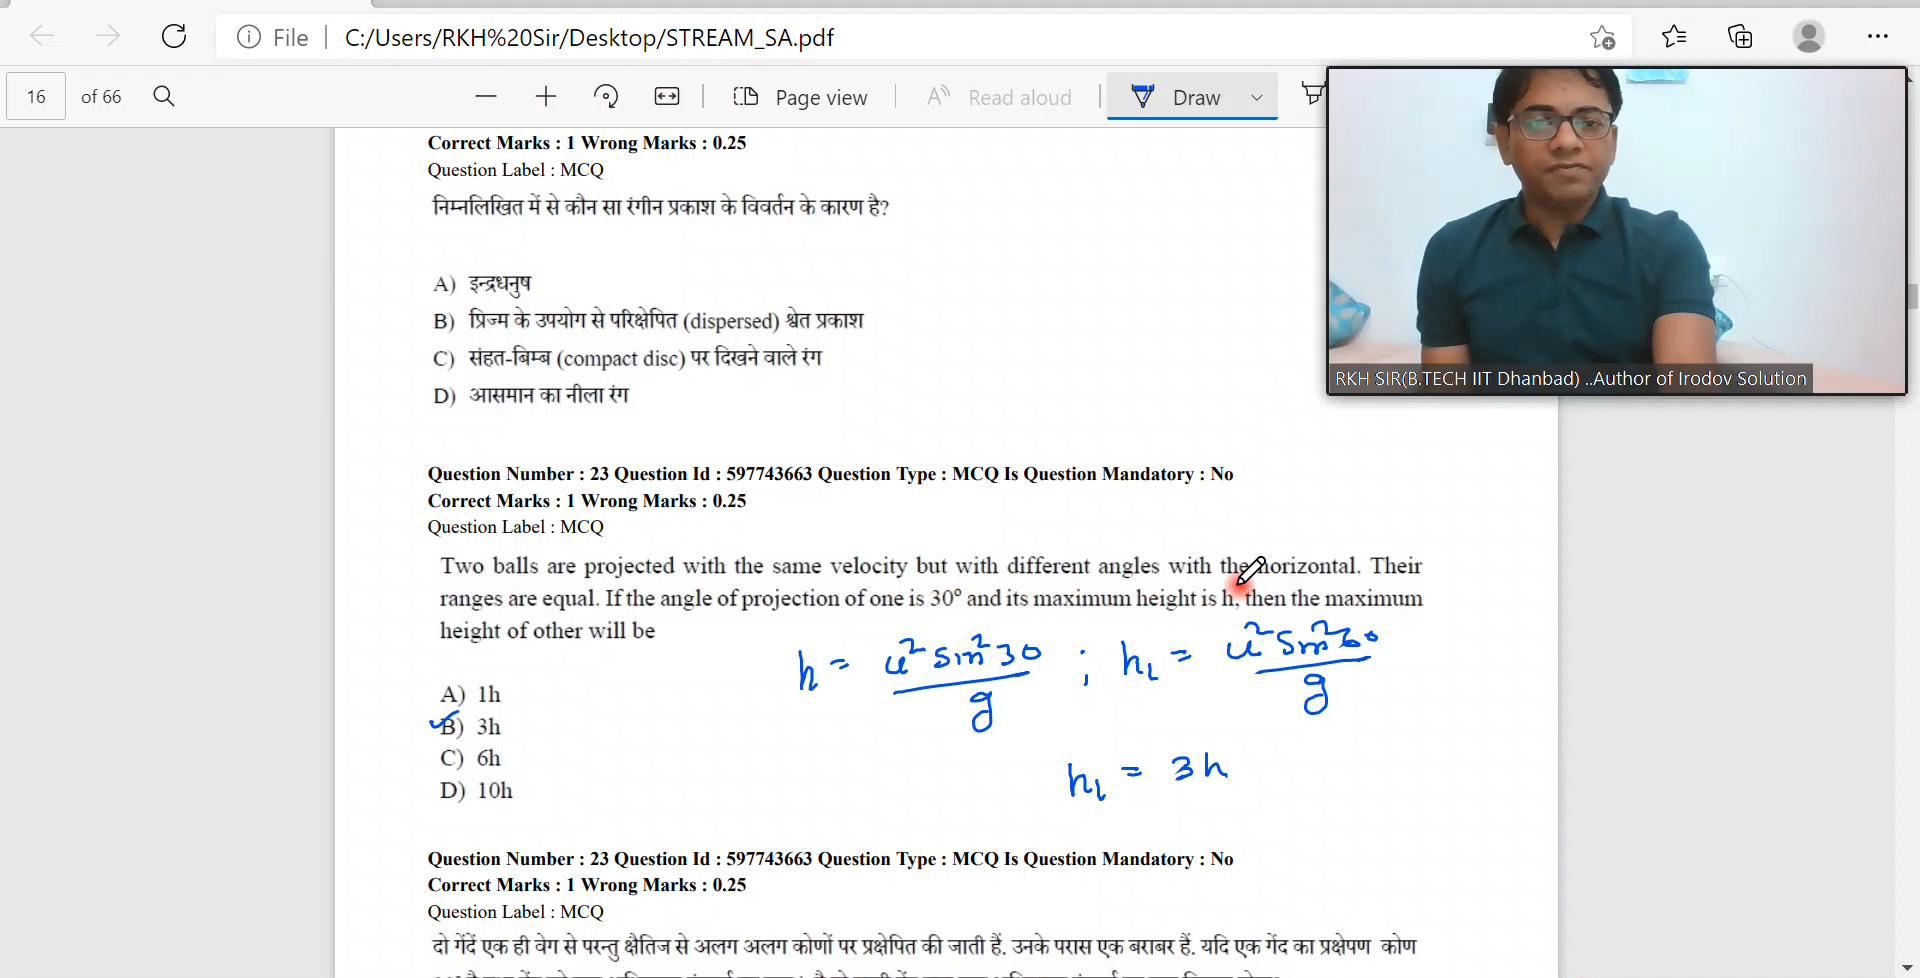 File | C:/Users/RKH%20Sir/Desktop/STREAM_SA.pdf
16 of 66 Page view Read aloud Draw
RKH SIR(B.TECH IIT Dhanbad) ..Author of Irodov Solution
Correct Marks : 1 Wrong Marks : 0.25
Question Label : MCQ
निम्नलिखित में से कौन सा रंगीन प्रकाश के विवर्तन के कारण है?
A) इन्द्रधनुष
B) प्रिज्म के उपयोग से परिक्षेपित (dispersed) श्वेत प्रकाश
C) संहत-बिम्ब (compact disc) पर दिखने वाले रंग
D) आसमान का नीला रंग
Question Number : 23 Question Id : 597743663 Question Type : MCQ Is Question Mandatory : No
Correct Marks : 1 Wrong Marks : 0.25
Question Label : MCQ
Two balls are projected with the same velocity but with different angles with the horizontal. Their
ranges are equal. If the angle of projection of one is 30° and its maximum height is h, then the maximum
height of other will be
h = u² sin² 30 / g ; h₁ = u² sin² 60 / g
A) 1h
B) 3h
C) 6h
D) 10h
h₁ = 3h
Question Number : 23 Question Id : 597743663 Question Type : MCQ Is Question Mandatory : No
Correct Marks : 1 Wrong Marks : 0.25
Question Label : MCQ
दो गेंदें एक ही वेग से परन्तु क्षैतिज से अलग अलग कोणों पर प्रक्षेपित की जाती हैं. उनके परास एक बराबर हैं. यदि एक गेंद का प्रक्षेपण कोण